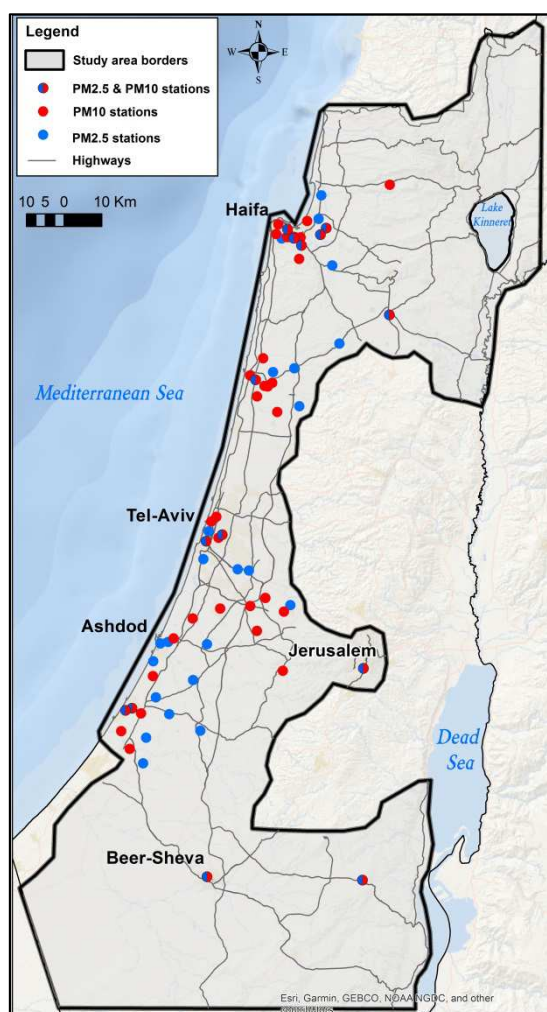 Legend
Study area borders
PM2.5 & PM10 stations
PM10 stations
PM2.5 stations
Highways
N
W E
S
10 5 0 10 Km
Haifa
Lake
Kinneret
Mediterranean Sea
Tel-Aviv
Ashdod
Jerusalem
Dead
Sea
Beer-Sheva
Esri, Garmin, GEBCO, NOAA NGDC, and other